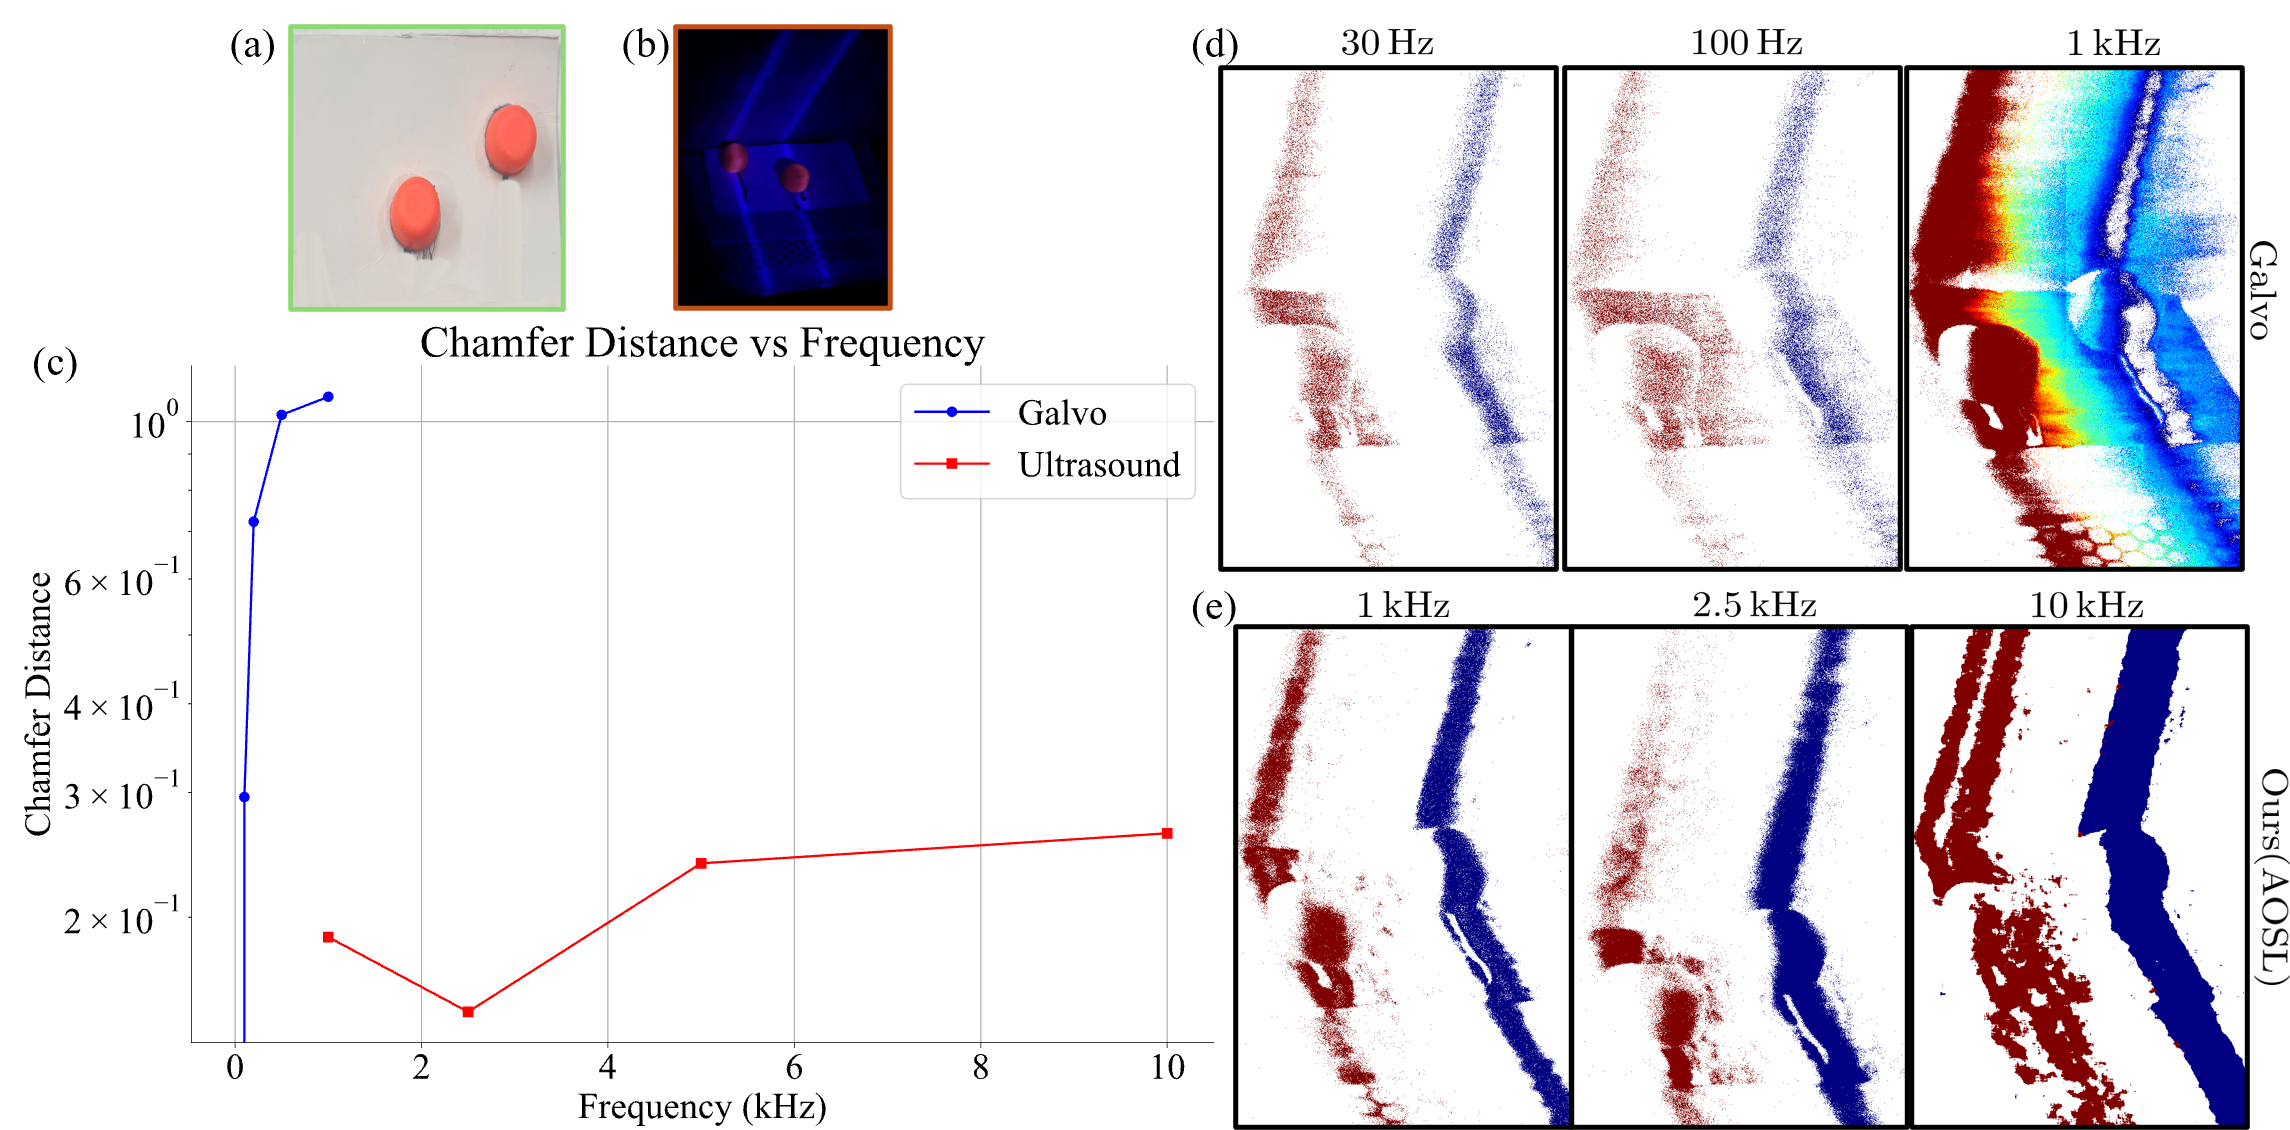 (a)
(b)
(c)
Chamfer Distance vs Frequency
Galvo
Ultrasound
10⁰
6 × 10⁻¹
4 × 10⁻¹
3 × 10⁻¹
2 × 10⁻¹
Chamfer Distance
0 2 4 6 8 10
Frequency (kHz)
(d)
30 Hz 100 Hz 1 kHz
Galvo
(e)
1 kHz 2.5 kHz 10 kHz
Ours(AOSL)